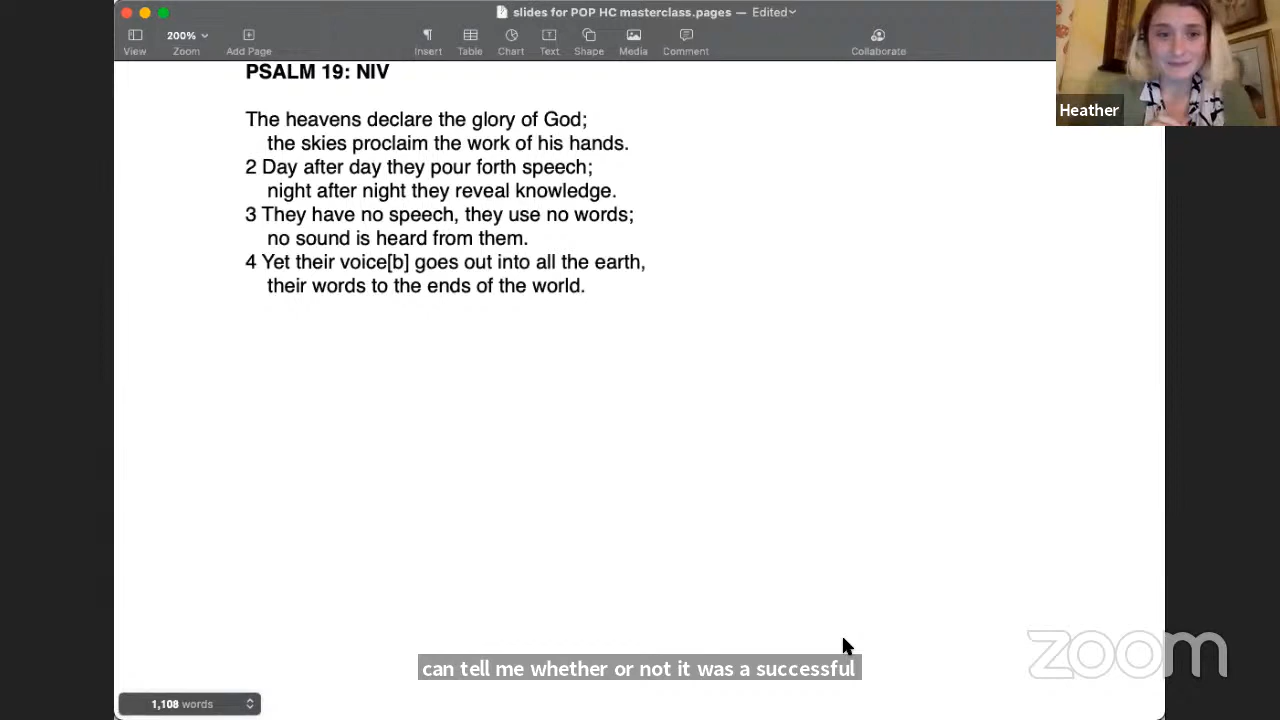 slides for POP HC masterclass.pages — Edited
200%
View
Zoom
Add Page
Insert
Table
Chart
Text
Shape
Media
Comment
Collaborate
Heather
PSALM 19: NIV
The heavens declare the glory of God;
the skies proclaim the work of his hands.
2 Day after day they pour forth speech;
night after night they reveal knowledge.
3 They have no speech, they use no words;
no sound is heard from them.
4 Yet their voice[b] goes out into all the earth,
their words to the ends of the world.
can tell me whether or not it was a successful
zoom
1,108 words